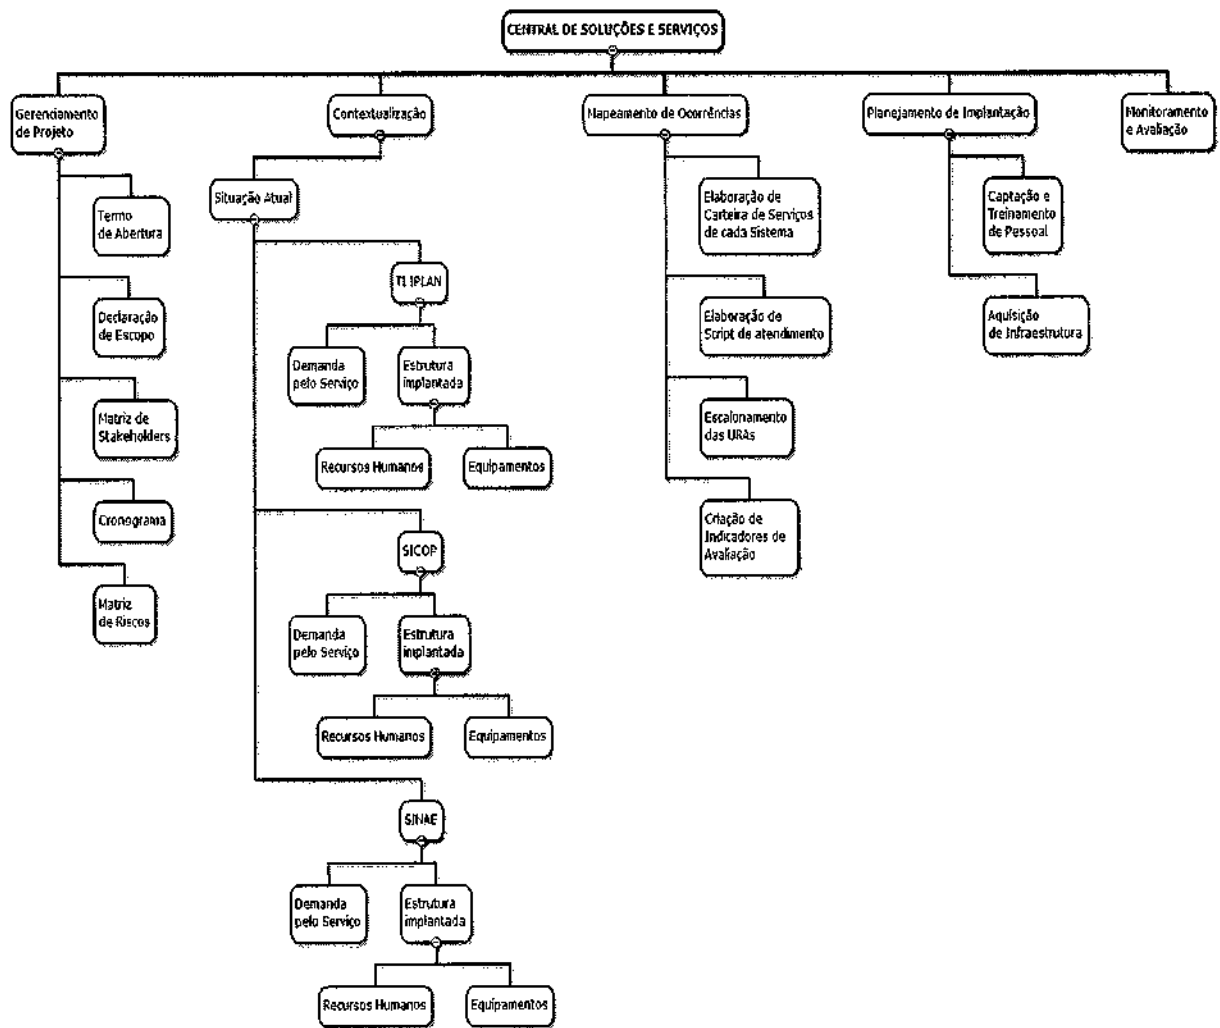 CENTRAL DE SOLUÇÕES E SERVIÇOS
Gerenciamento
de Projeto
Contextualização
Mapeamento de Ocorrências
Planejamento de Implantação
Monitoramento
e Avaliação
Termo
de Abertura
Declaração
de Escopo
Matriz de
Stakeholders
Cronograma
Matriz
de Riscos
Situação Atual
TI IPLAN
Demanda
pelo Serviço
Estrutura
implantada
Recursos Humanos
Equipamentos
SICOP
Demanda
pelo Serviço
Estrutura
implantada
Recursos Humanos
Equipamentos
SINAE
Demanda
pelo Serviço
Estrutura
implantada
Recursos Humanos
Equipamentos
Elaboração de
Carteira de Serviços
de cada Sistema
Elaboração de
Script de atendimento
Escalonamento
das URAs
Criação de
Indicadores de
Avaliação
Captação e
Treinamento
de Pessoal
Aquisição
de Infraestrutura